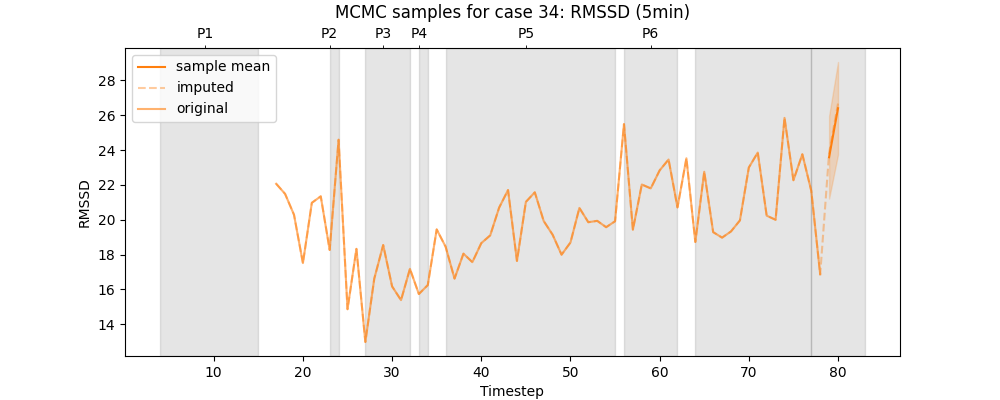 MCMC samples for case 34: RMSSD (5min)
P1 P2 P3 P4 P5 P6
sample mean
imputed
original
28
26
24
22
20
18
16
14
RMSSD
10 20 30 40 50 60 70 80
Timestep